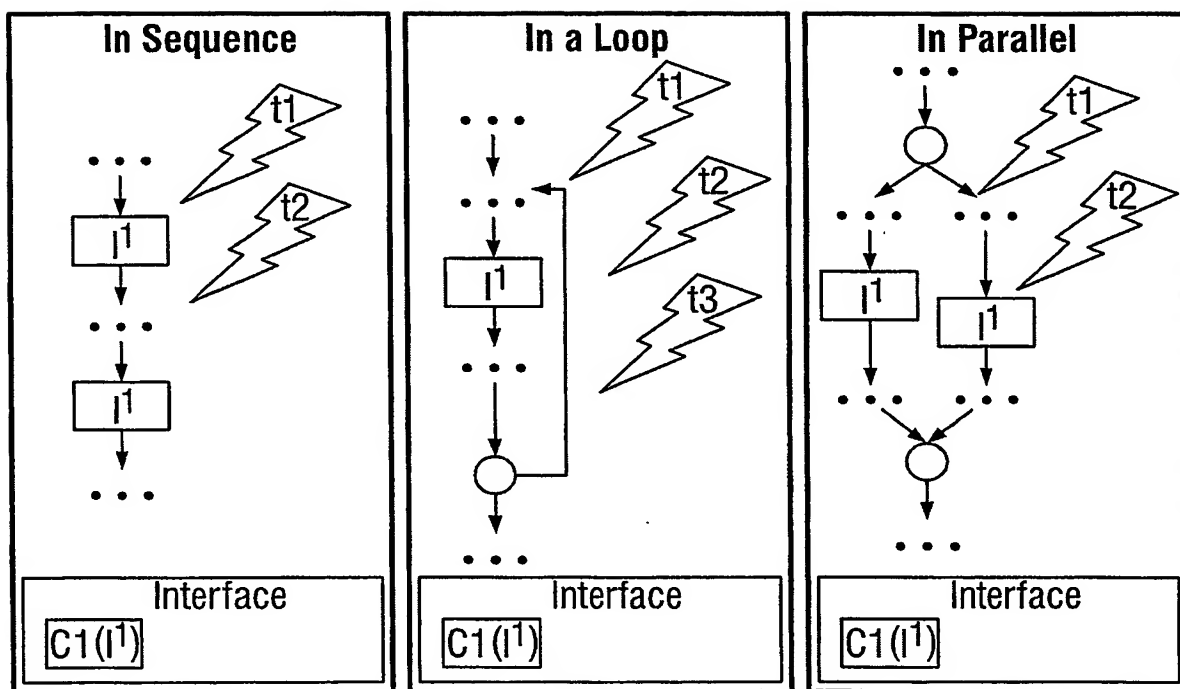 In Sequence
t1
• • •
t2
I¹
• • •
I¹
• • •
Interface
C1(I¹)
In a Loop
t1
• • •
t2
• • •
I¹
t3
• • •
• • •
Interface
C1(I¹)
In Parallel
• • •
t1
t2
• • • • • •
I¹
I¹
• • • • • •
• • •
Interface
C1(I¹)